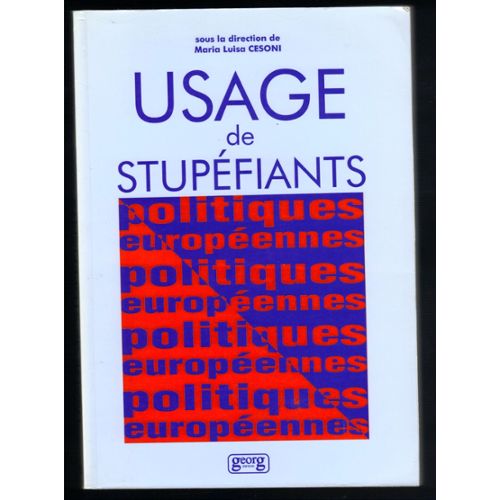 sous la direction de
Maria Luisa CESONI
USAGE
de
STUPÉFIANTS
politiques
européennes
politiques
européennes
politiques
européennes
politiques
européennes
georg